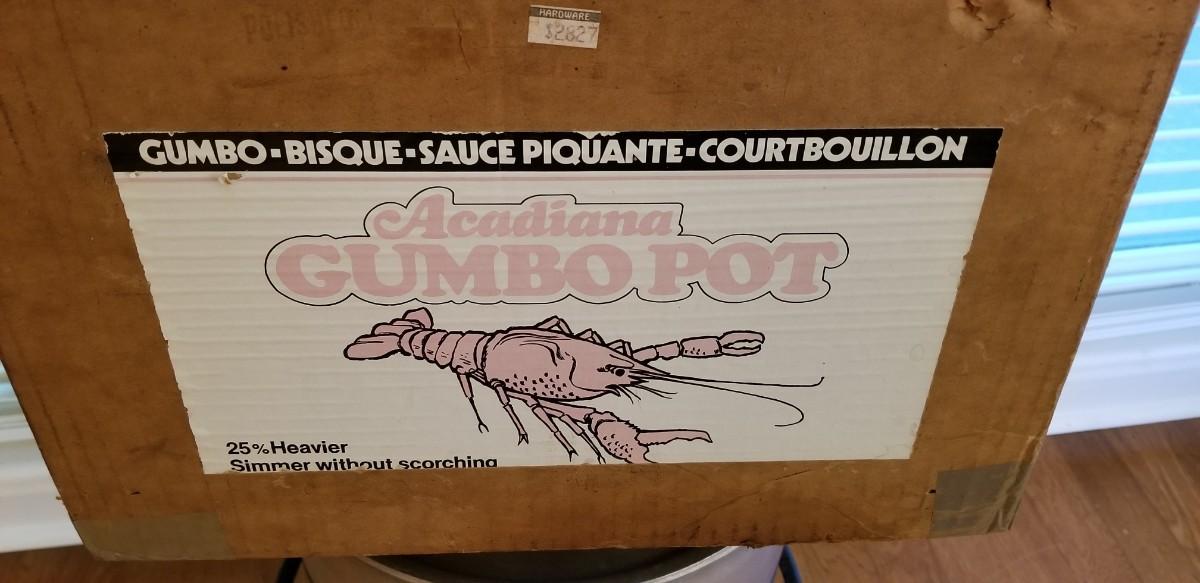 HARDWARE
$2827
GUMBO-BISQUE-SAUCE PIQUANTE-COURTBOUILLON
Acadiana
GUMBO POT
25% Heavier
Simmer without scorching